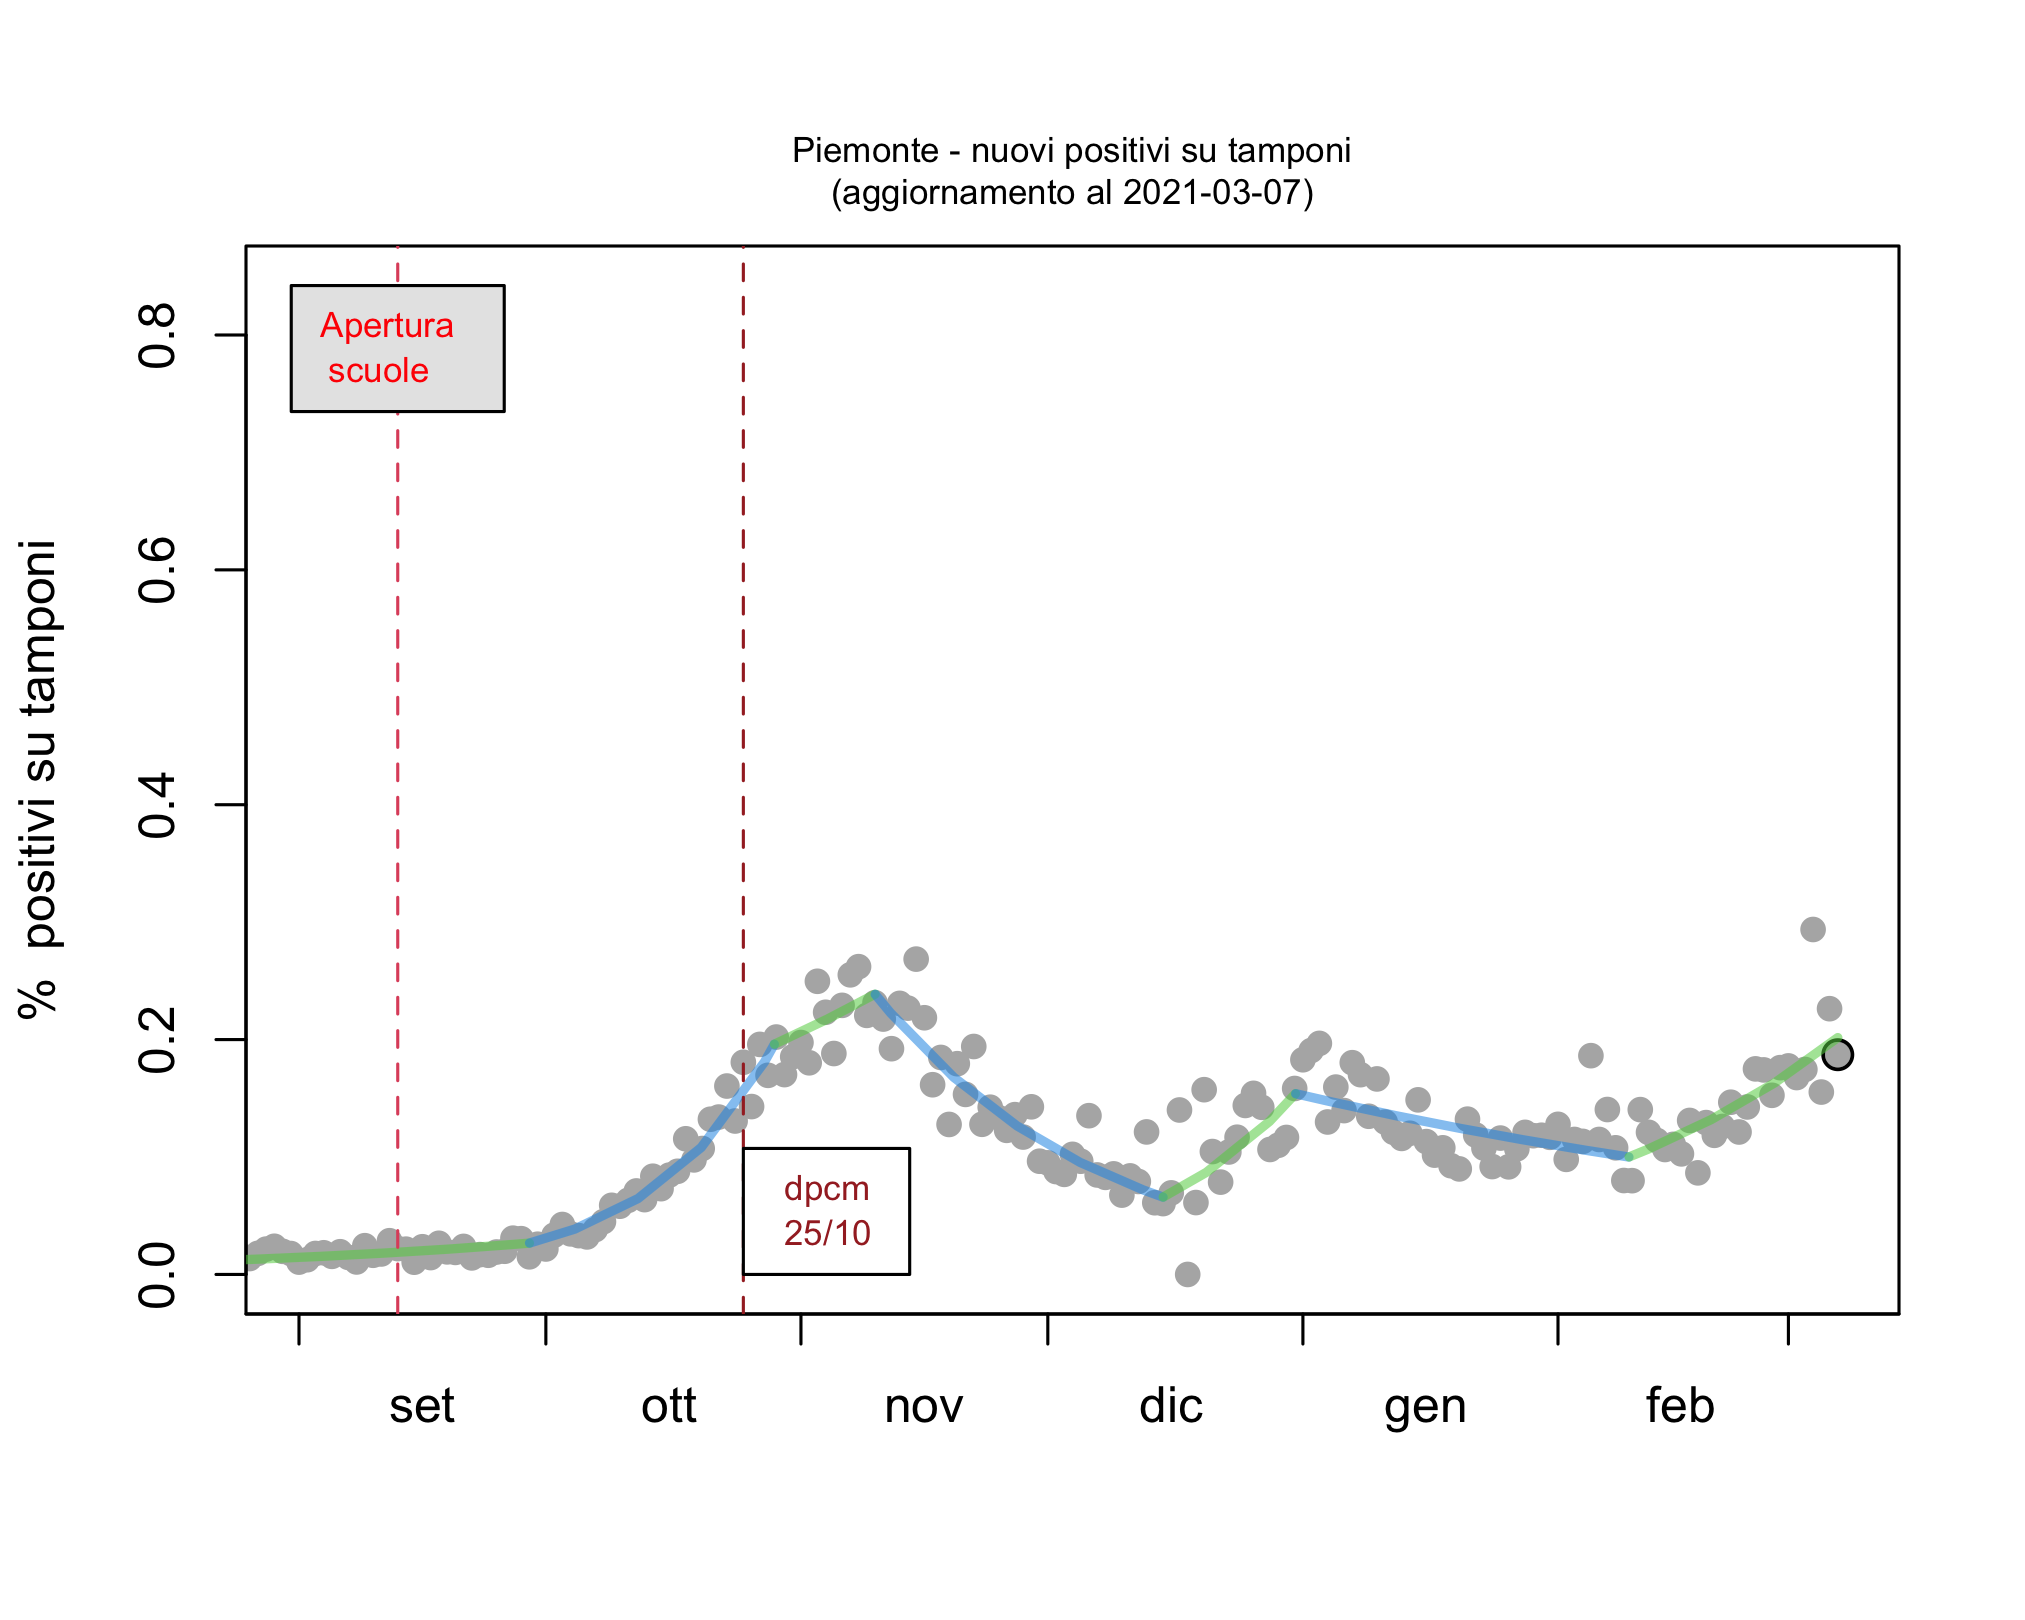 Piemonte - nuovi positivi su tamponi
(aggiornamento al 2021-03-07)
Apertura
scuole
dpcm
25/10
% positivi su tamponi
0.8
0.6
0.4
0.2
0.0
set ott nov dic gen feb